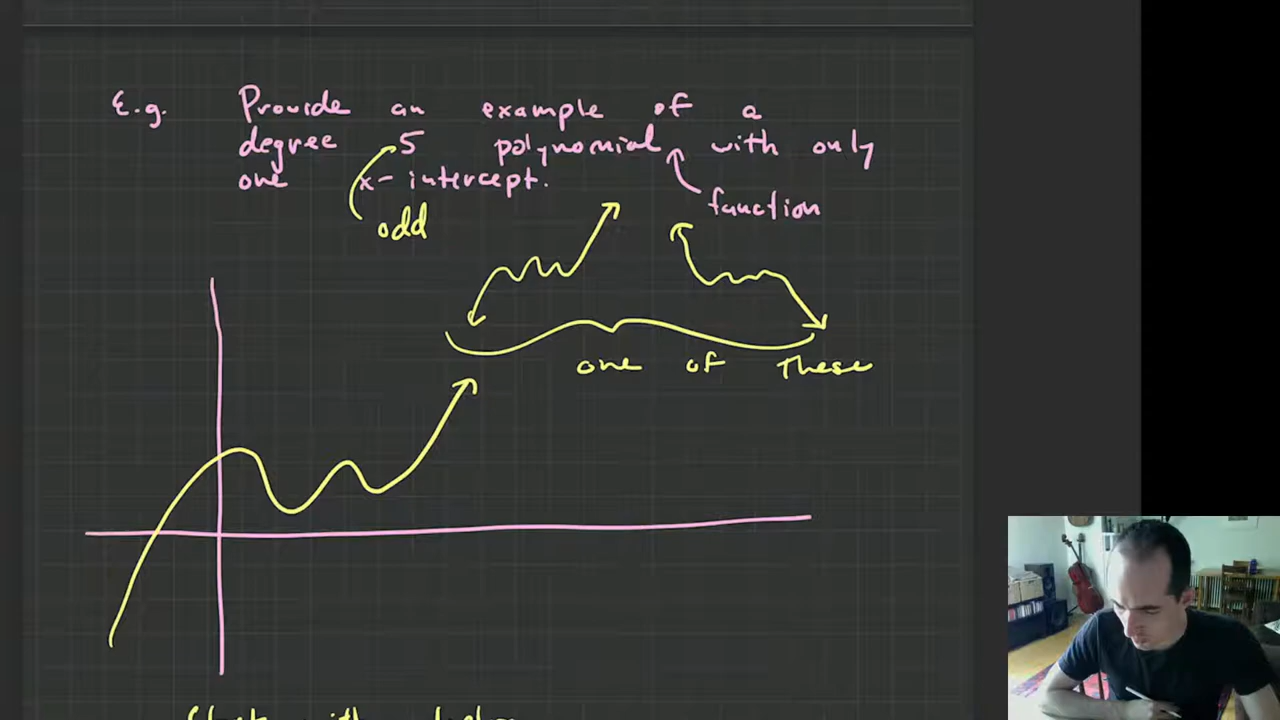 E.g. Provide an example of a
degree 5 polynomial with only
one x-intercept.
function
odd
one of these